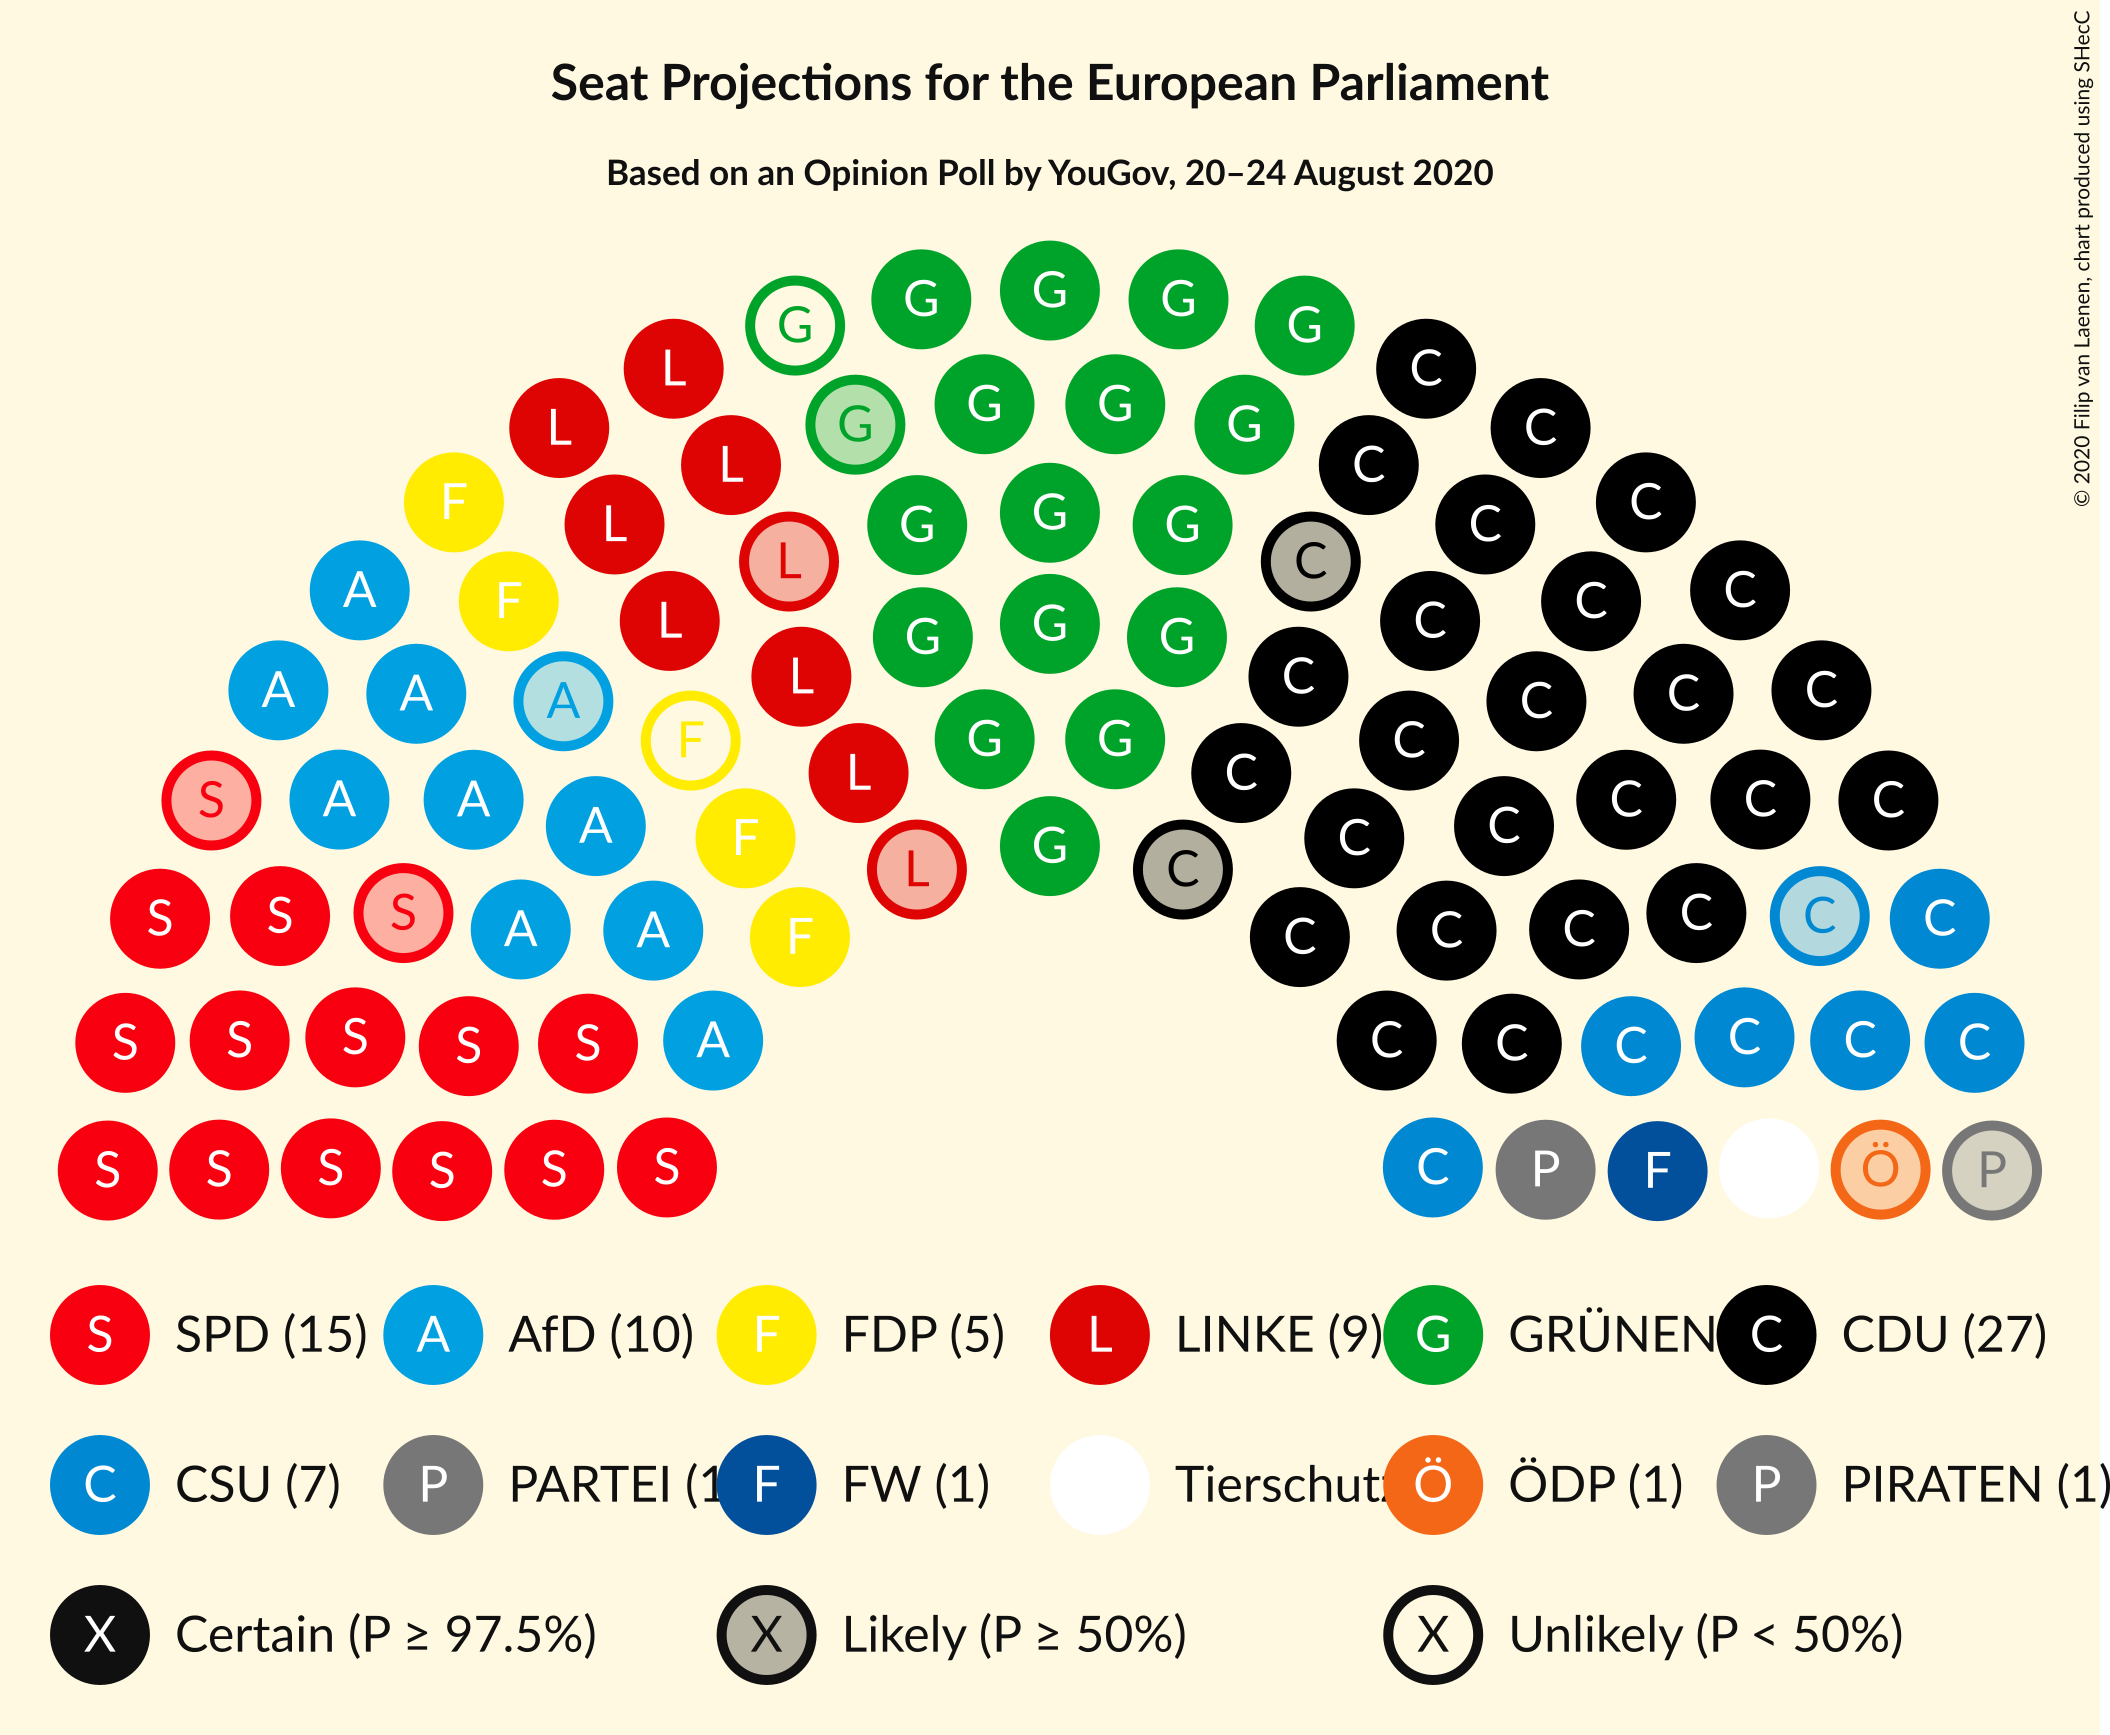 Seat Projections for the European Parliament
Based on an Opinion Poll by YouGov, 20–24 August 2020
© 2020 Filip van Laenen, chart produced using SHecC
G G G G G
L C
G G G G
L C
L C
L C
F C
G G G
L C
L C
A F F C
A C
L C
G G G
L C
A A A C C C
F C
G G
L C
S A A A C C C C
F C
G
L C
S S S A A F C C C C C C
S S S S S A C C C C C C
S S S S S S C P F Ö P
S SPD (15) A AfD (10) F FDP (5) L LINKE (9) G GRÜNEN C CDU (27)
C CSU (7) P PARTEI (1 F FW (1) Tierschutz Ö ÖDP (1) P PIRATEN (1)
X Certain (P ≥ 97.5%) X Likely (P ≥ 50%) X Unlikely (P < 50%)